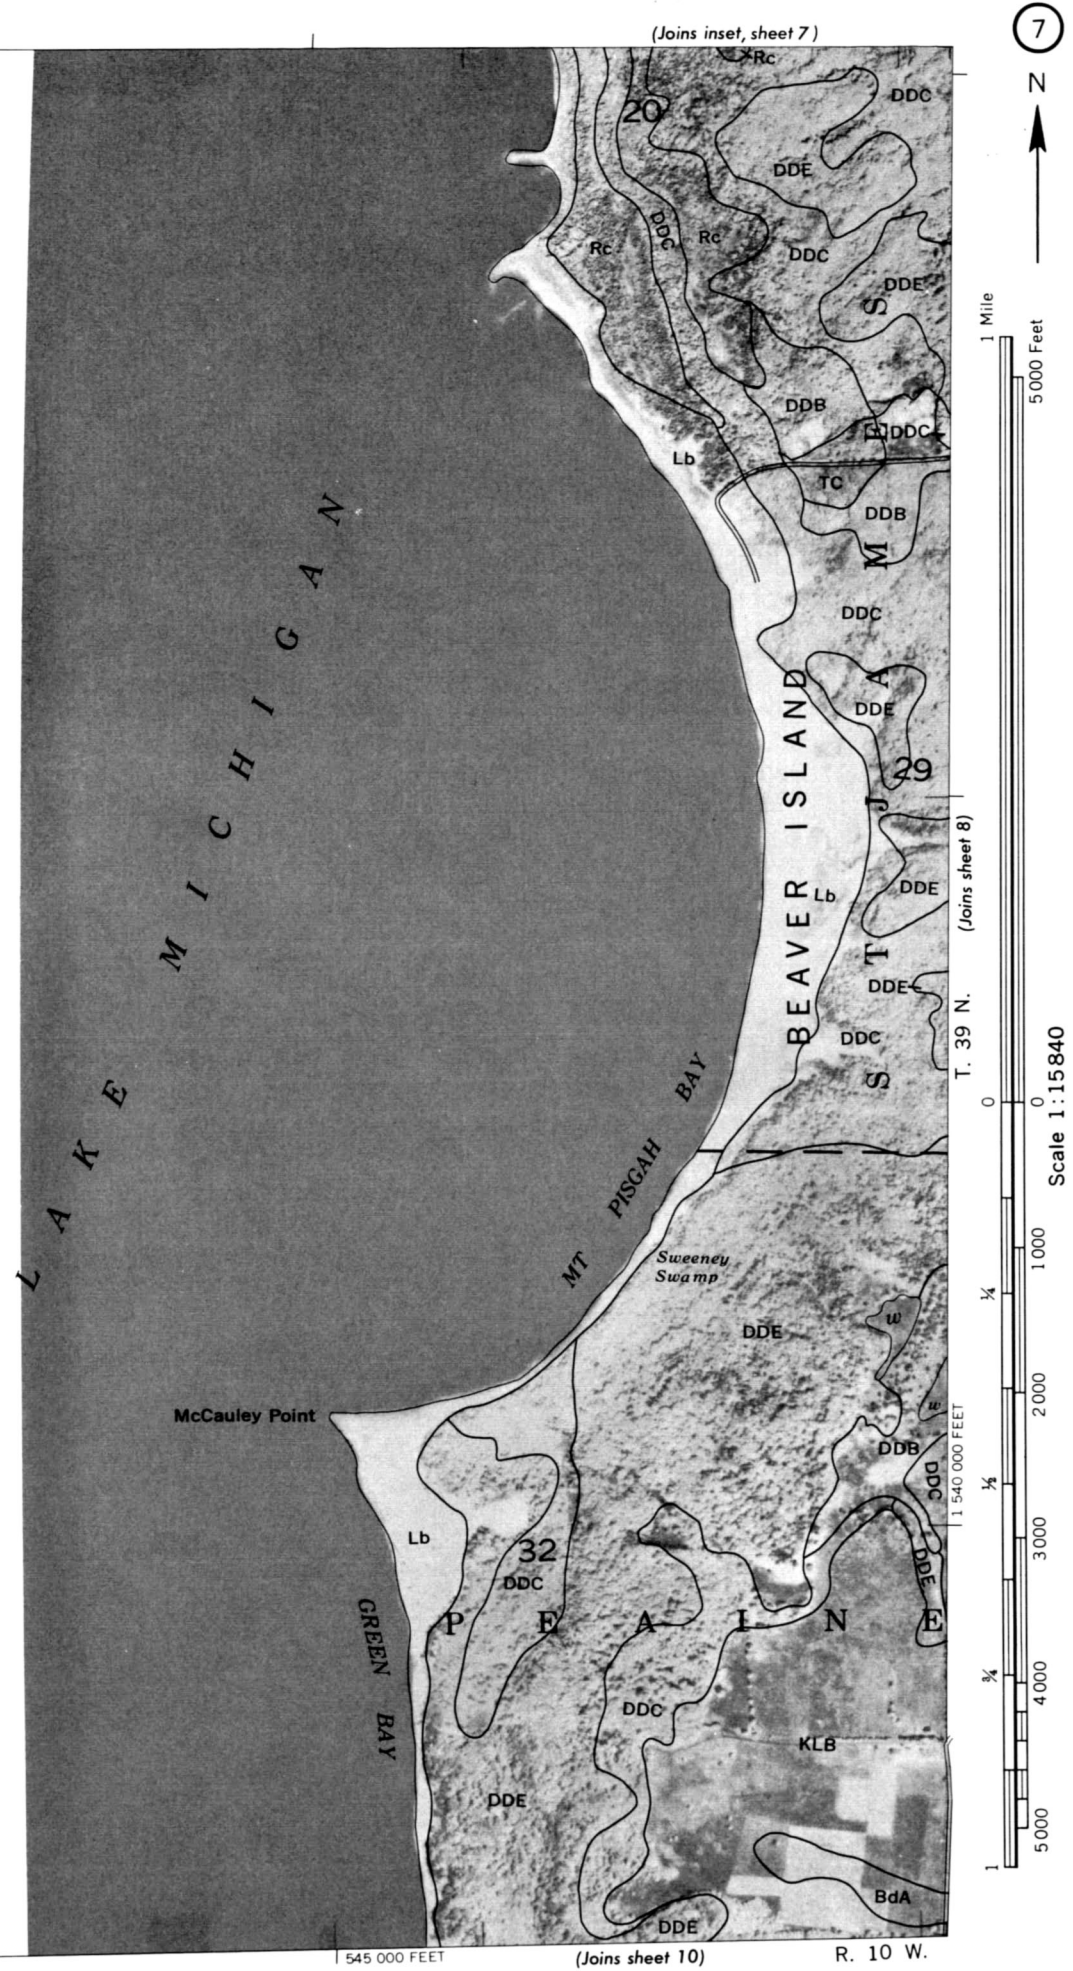 (Joins inset, sheet 7)
7
N
Rc
DDC
20
DDE
DDC
Rc
Rc
DDC
DDE
1 Mile
5000 Feet
DDB
DDC
Lb
TC
DDB
LAKE MICHIGAN
DDC
DDE
BEAVER ISLAND
ST JAMES
29
(Joins sheet 8)
DDE
Lb
DDE
T. 39 N.
DDC
0
0
Scale 1:15840
MT PISGAH BAY
Sweeney
Swamp
1000
¼
w
DDE
w
2000
McCauley Point
1 540 000 FEET
DDB
DDC
½
Lb
3000
32
DDE
DDC
PEAINE
GREEN BAY
¾
4000
DDC
KLB
DDE
5000
1
BdA
DDE
545 000 FEET
(Joins sheet 10)
R. 10 W.